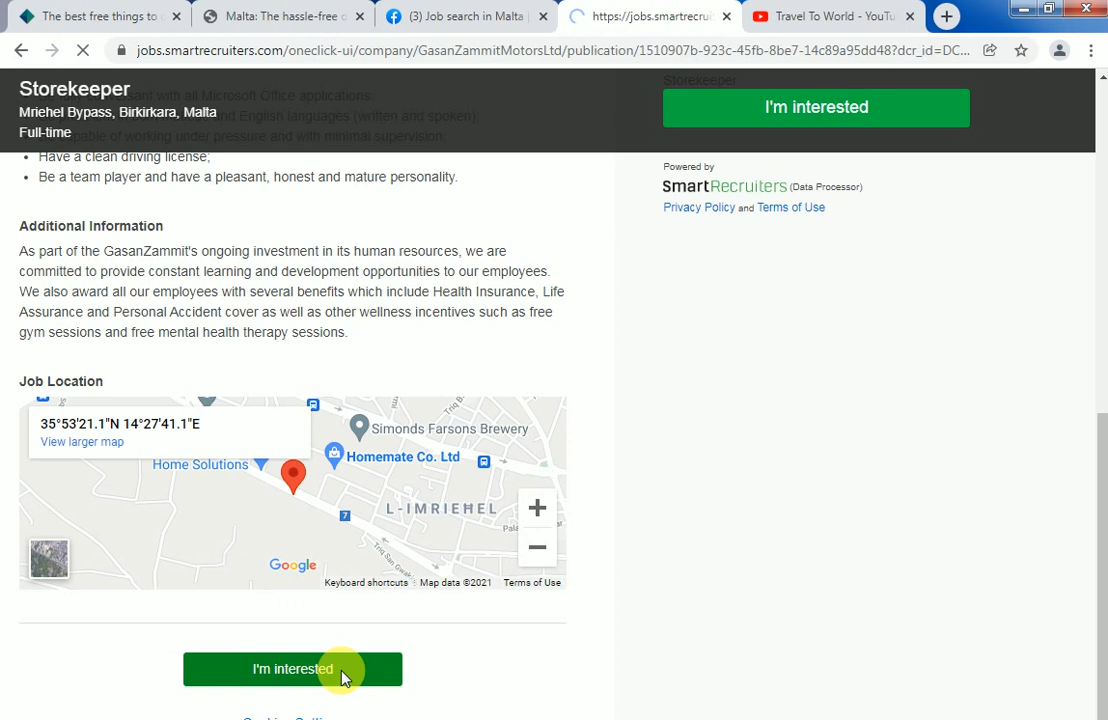 The best free things to
Malta: The hassle-free
(3) Job search in Malta |
https://jobs.smartrecrui
Travel To World - YouTu
jobs.smartrecruiters.com/oneclick-ui/company/GasanZammitMotorsLtd/publication/1510907b-923c-45fb-8be7-14c89a95dd48?dcr_id=DC...
Storekeeper
Mriehel Bypass, Birkirkara, Malta
Full-time
all Microsoft Office applications:
and English languages (written and spoken);
of working under pressure and with minimal supervision;
Have a clean driving license;
Be a team player and have a pleasant, honest and mature personality.
Additional Information
As part of the GasanZammit's ongoing investment in its human resources, we are
committed to provide constant learning and development opportunities to our employees.
We also award all our employees with several benefits which include Health Insurance, Life
Assurance and Personal Accident cover as well as other wellness incentives such as free
gym sessions and free mental health therapy sessions.
Job Location
35°53'21.1"N 14°27'41.1"E
View larger map
Simonds Farsons Brewery
Homemate Co. Ltd
Home Solutions
L-IMRIEĦEL
7
Triq San Gwakk
Google
Keyboard shortcuts
Map data ©2021
Terms of Use
I'm interested
Storekeeper
I'm interested
Powered by
SmartRecruiters (Data Processor)
Privacy Policy and Terms of Use